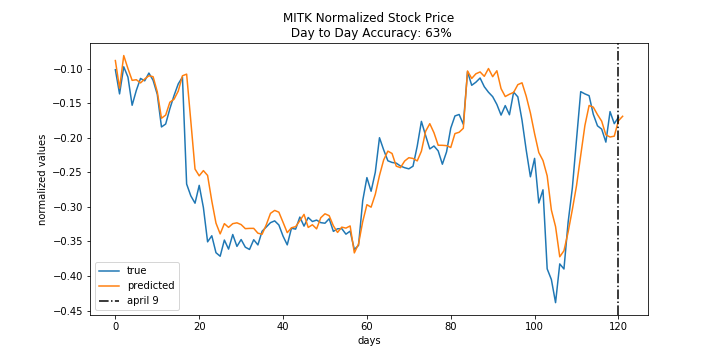 MITK Normalized Stock Price
Day to Day Accuracy: 63%
normalized values
−0.10
−0.15
−0.20
−0.25
−0.30
−0.35
−0.40
−0.45
true
predicted
april 9
0 20 40 60 80 100 120
days